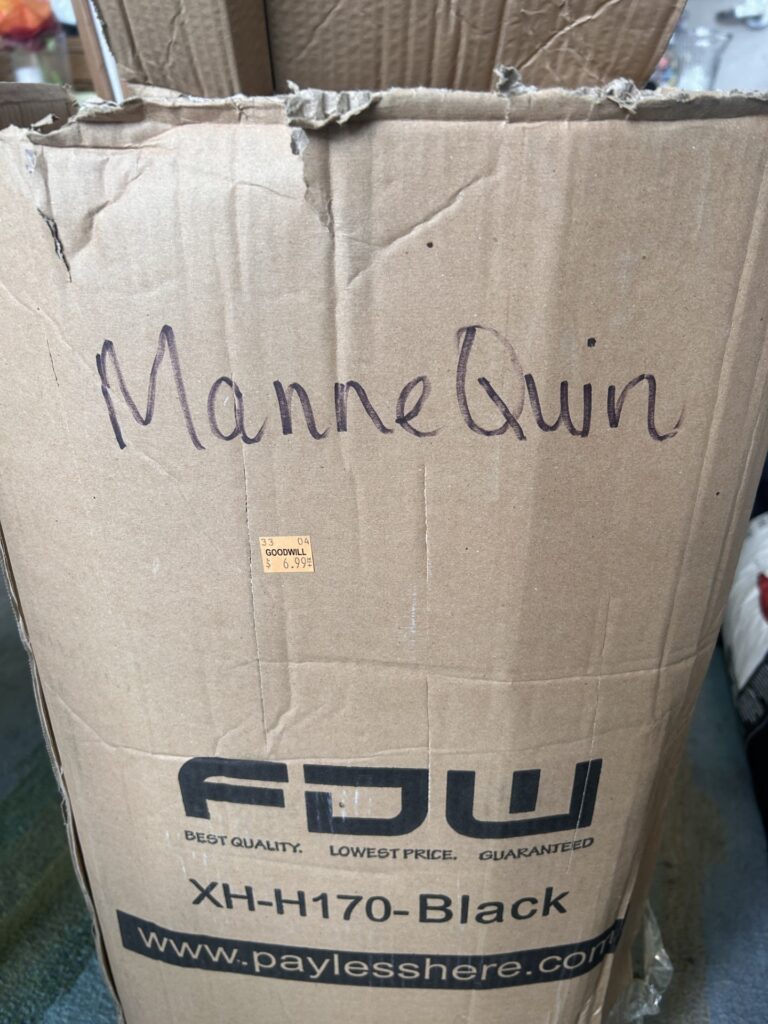 ManneQuin
33 04
GOODWILL
$ 6.99
FDW
BEST QUALITY. LOWEST PRICE. GUARANTEED
XH-H170-Black
www.paylesshere.com